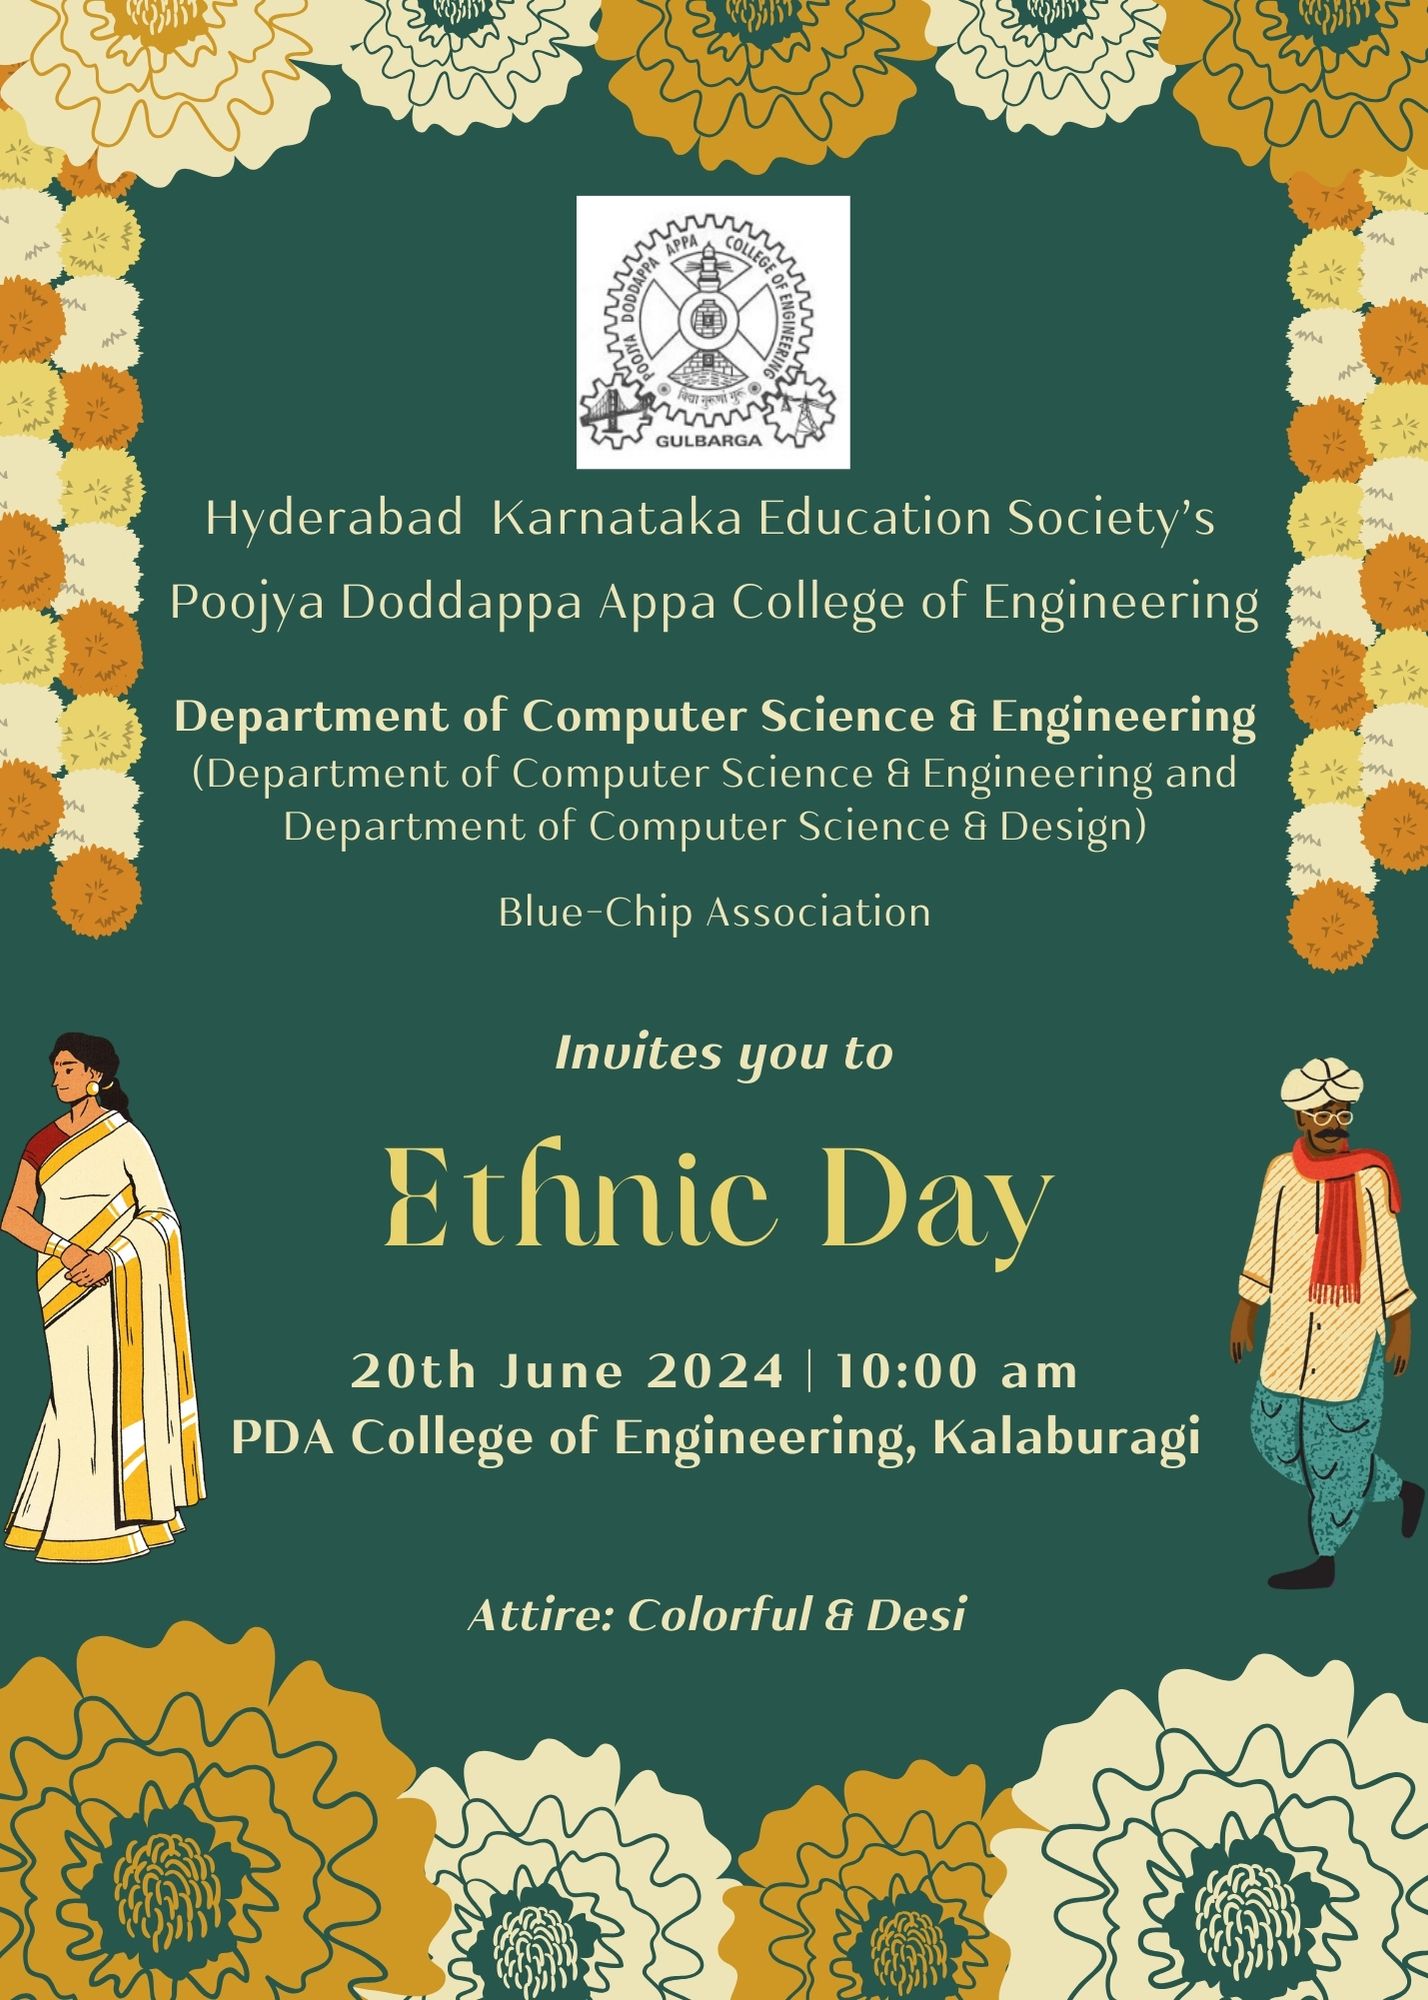 POOJYA DODDAPPA APPA COLLEGE OF ENGINEERING
विद्या गुरूणां गुरुः
GULBARGA
Hyderabad Karnataka Education Society's
Poojya Doddappa Appa College of Engineering
Department of Computer Science & Engineering
(Department of Computer Science & Engineering and
Department of Computer Science & Design)
Blue-Chip Association
Invites you to
Ethnic Day
20th June 2024 | 10:00 am
PDA College of Engineering, Kalaburagi
Attire: Colorful & Desi